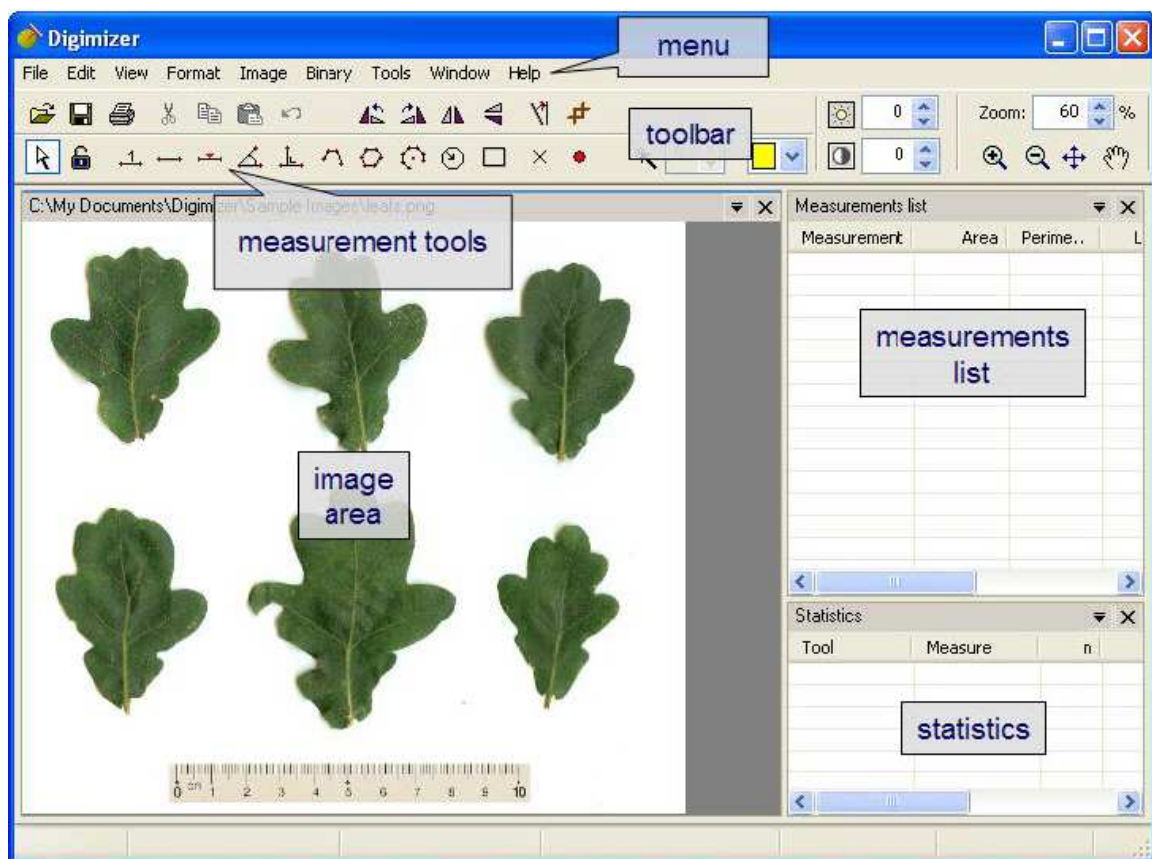 Digimizer
menu
File Edit View Format Image Binary Tools Window Help
0 Zoom: 60 %
toolbar
0
C:\My Documents\Digimizer\Sample Images\leafs.png
measurement tools
Measurements list
Measurement Area Perime.. L
measurements
list
image
area
Statistics
Tool Measure n
statistics
0 cm 1 2 3 4 5 6 7 8 9 10